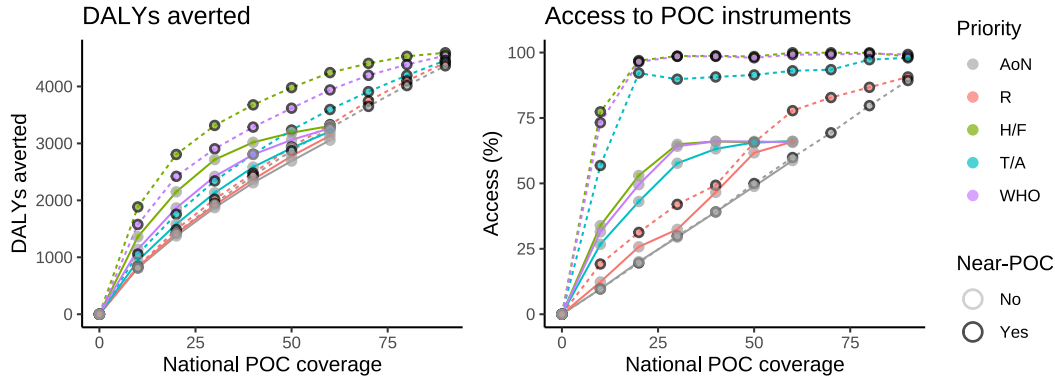 DALYs averted
DALYs averted
4000
3000
2000
1000
0
0
25
50
75
National POC coverage
Access to POC instruments
Access (%)
100
75
50
25
0
0
25
50
75
National POC coverage
Priority
AoN
R
H/F
T/A
WHO
Near-POC
No
Yes